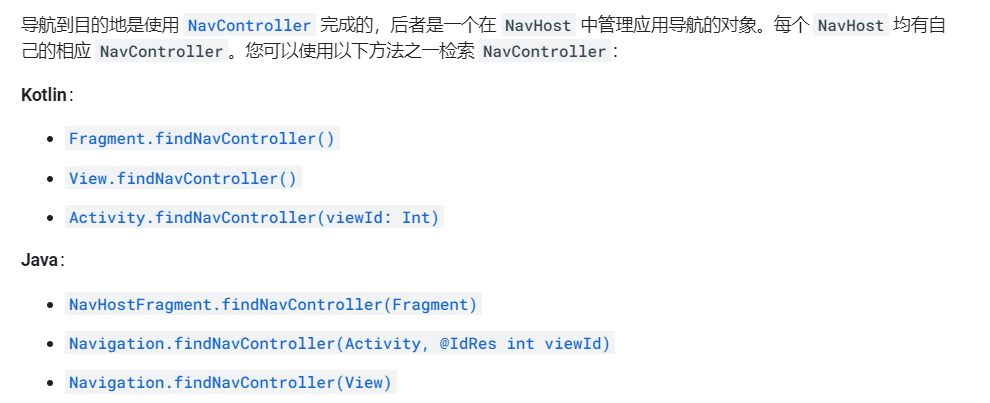 导航到目的地是使用 NavController 完成的，后者是一个在 NavHost 中管理应用导航的对象。每个 NavHost 均有自
己的相应 NavController。您可以使用以下方法之一检索 NavController：
Kotlin：
• Fragment.findNavController()
• View.findNavController()
• Activity.findNavController(viewId: Int)
Java：
• NavHostFragment.findNavController(Fragment)
• Navigation.findNavController(Activity, @IdRes int viewId)
• Navigation.findNavController(View)